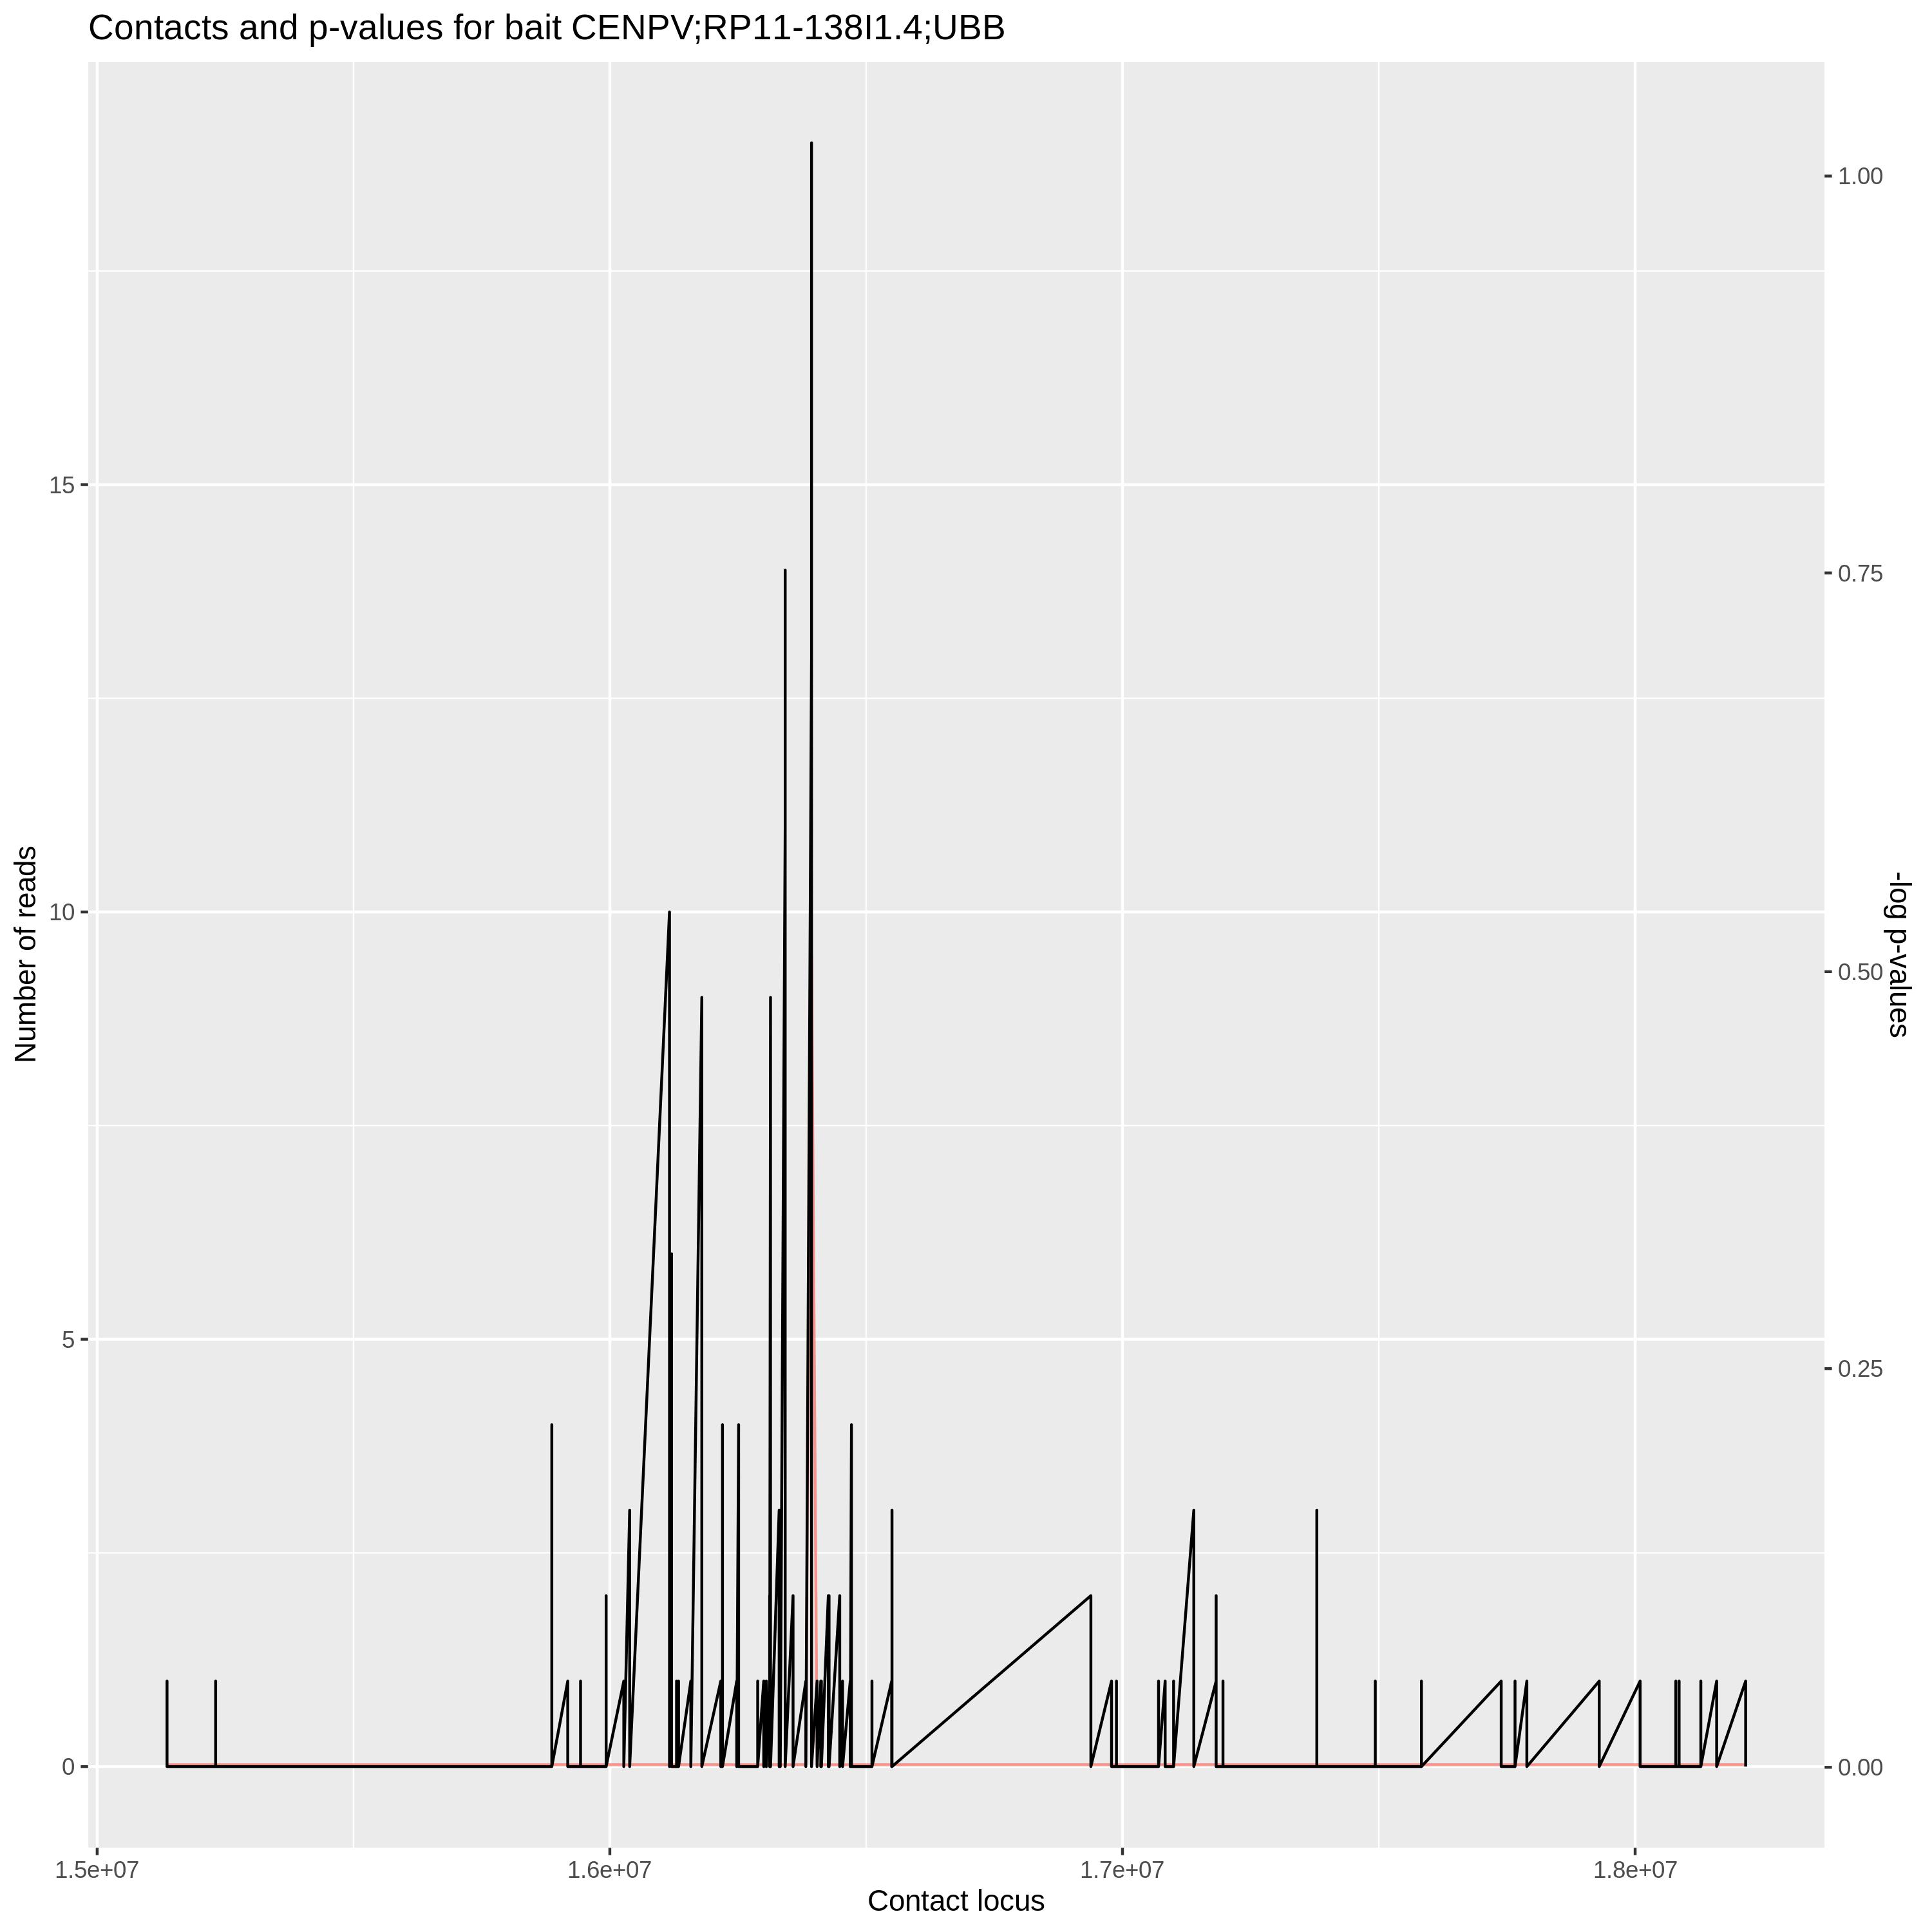 Contacts and p-values for bait CENPV;RP11-138I1.4;UBB
Number of reads
15
10
5
0
1.00
0.75
0.50
0.25
0.00
-log p-values
1.5e+07
1.6e+07
1.7e+07
1.8e+07
Contact locus